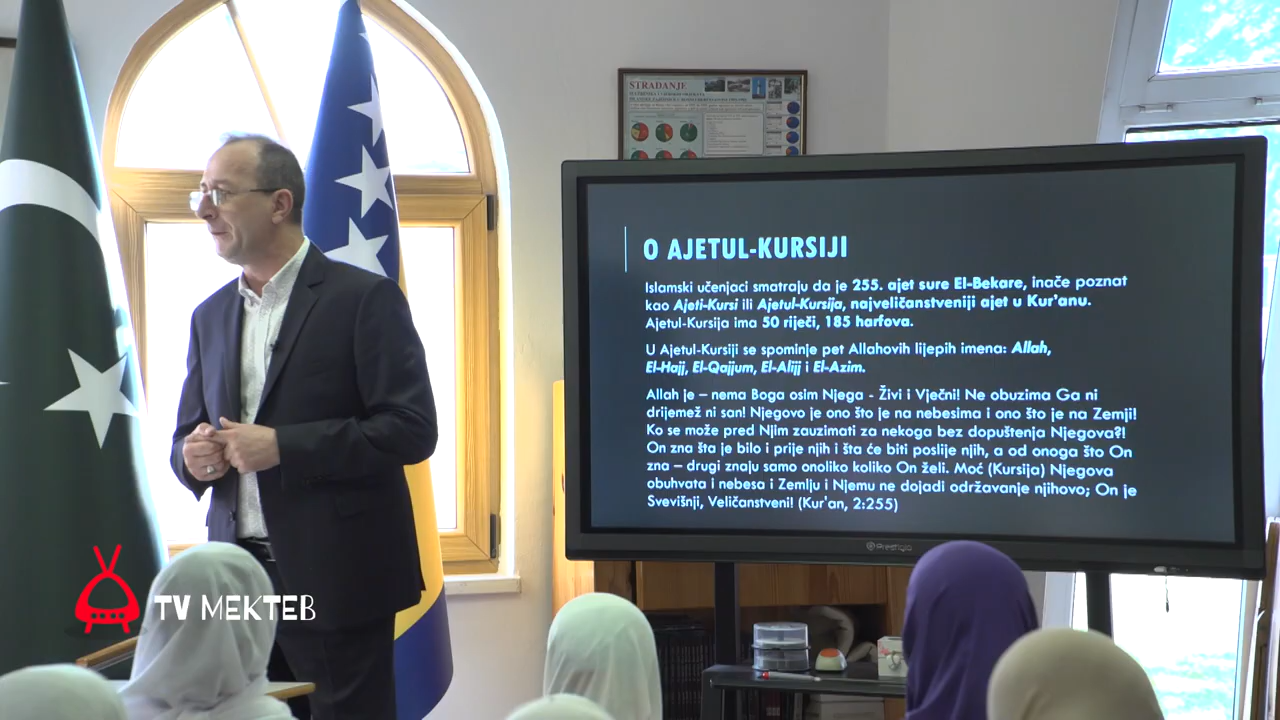 STRADANJE
O AJETUL-KURSIJI
Islamski učenjaci smatraju da je 255. ajet sure El-Bekare, inače poznat
kao Ajeti-Kursi ili Ajetul-Kursija, najveličanstveniji ajet u Kur'anu.
Ajetul-Kursija ima 50 riječi, 185 harfova.
U Ajetul-Kursiji se spominje pet Allahovih lijepih imena: Allah,
El-Hajj, El-Qajjum, El-Alijj i El-Azim.
Allah je – nema Boga osim Njega - Živi i Vječni! Ne obuzima Ga ni
drijemež ni san! Njegovo je ono što je na nebesima i ono što je na Zemji!
Ko se može pred Njim zauzimati za nekoga bez dopuštenja Njegova?!
On zna šta je bilo i prije njih i šta će biti poslije njih, a od onoga što On
zna – drugi znaju samo onoliko koliko On želi. Moć (Kursija) Njegova
obuhvata i nebesa i Zemlju i Njemu ne dojadi održavanje njihovo; On je
Svevišnji, Veličanstveni! (Kur'an, 2:255)
Prestigio
TV MEKTEB